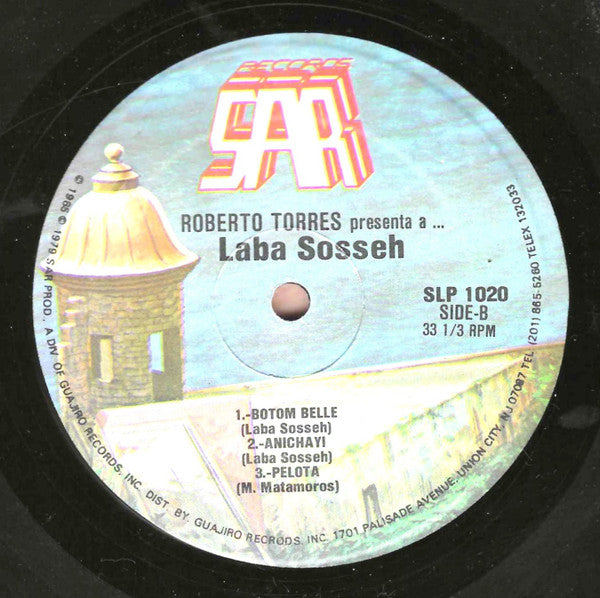 RECORDS
SAR
ROBERTO TORRES presenta a ...
Laba Sosseh
SLP 1020
SIDE-B
33 1/3 RPM
1.-BOTOM BELLE
(Laba Sosseh)
2.-ANICHAYI
(Laba Sosseh)
3.-PELOTA
(M. Matamoros)
© 1985 ℗ 1979 SAR PROD. A DIV. OF GUAJIRO RECORDS, INC. DIST. BY. GUAJIRO RECRODS, INC. 1701 PALISADE AVENUE, UNION CITY, NJ 07087 TEL. (201) 865-5260 TELEX 132033